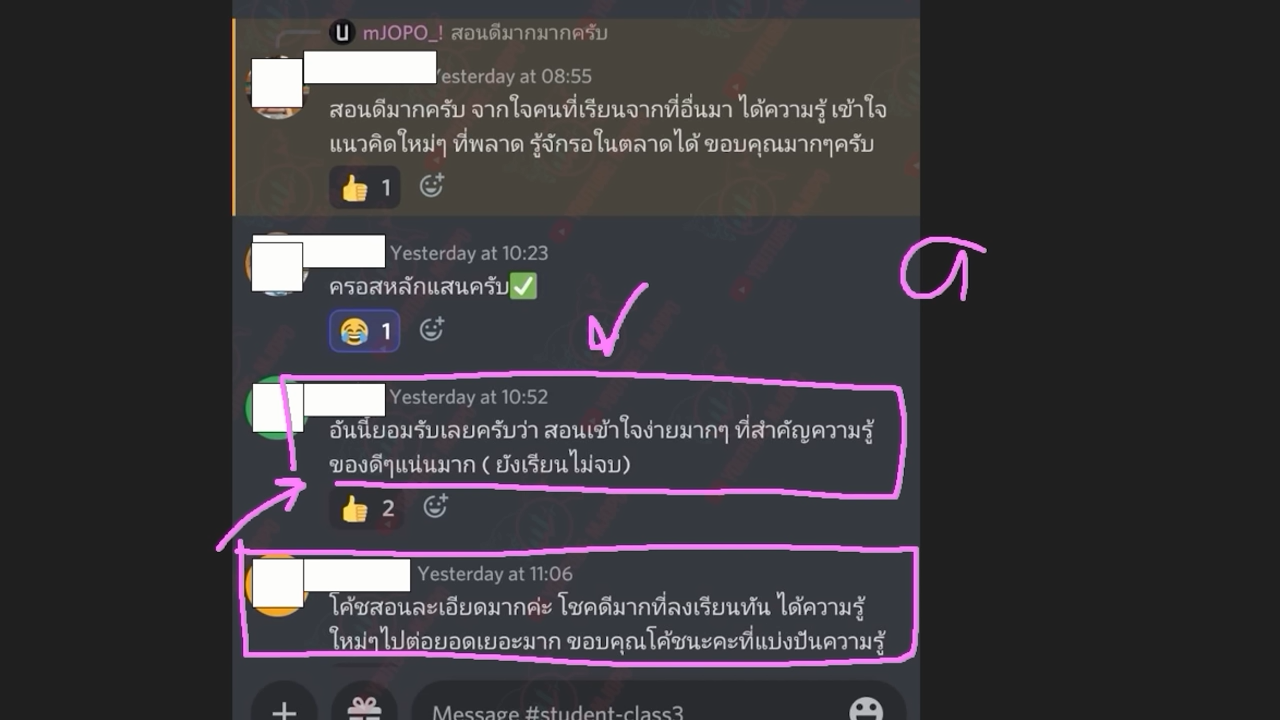 mJOPO_! สอนดีมากมากครับ
Yesterday at 08:55
สอนดีมากครับ จากใจคนที่เรียนจากที่อื่นมา ได้ความรู้ เข้าใจ
แนวคิดใหม่ๆ ที่พลาด รู้จักรอในตลาดได้ ขอบคุณมากๆครับ
1
Yesterday at 10:23
ครอสหลักแสนครับ✅
1
Yesterday at 10:52
อันนี้ยอมรับเลยครับว่า สอนเข้าใจง่ายมากๆ ที่สำคัญความรู้
ของดีๆแน่นมาก ( ยังเรียนไม่จบ)
2
Yesterday at 11:06
โค้ชสอนละเอียดมากค่ะ โชคดีมากที่ลงเรียนทัน ได้ความรู้
ใหม่ๆไปต่อยอดเยอะมาก ขอบคุณโค้ชนะคะที่แบ่งปันความรู้
Message #student-class3